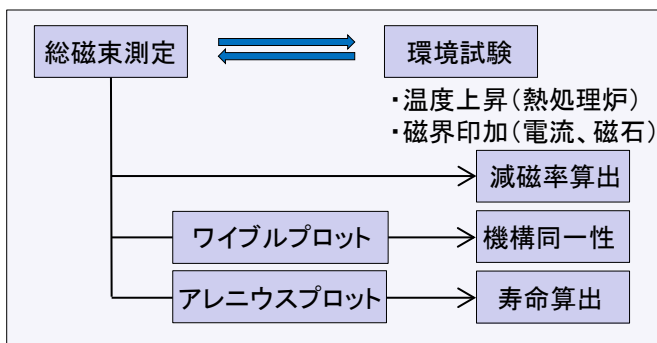 総磁束測定
環境試験
・温度上昇(熱処理炉)
・磁界印加(電流、磁石)
減磁率算出
ワイブルプロット
機構同一性
アレニウスプロット
寿命算出